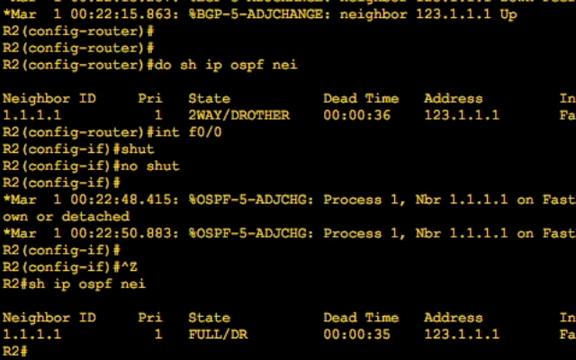 *Mar  1 00:22:15.863: %BGP-5-ADJCHANGE: neighbor 123.1.1.1 Up
R2(config-router)#
R2(config-router)#
R2(config-router)#do sh ip ospf nei
Neighbor ID     Pri   State           Dead Time   Address         In
1.1.1.1           1   2WAY/DROTHER    00:00:36    123.1.1.1       Fa
R2(config-router)#int f0/0
R2(config-if)#shut
R2(config-if)#no shut
R2(config-if)#
*Mar  1 00:22:48.415: %OSPF-5-ADJCHG: Process 1, Nbr 1.1.1.1 on Fast
own or detached
*Mar  1 00:22:50.883: %OSPF-5-ADJCHG: Process 1, Nbr 1.1.1.1 on Fast
R2(config-if)#
R2(config-if)#^Z
R2#sh ip ospf nei
Neighbor ID     Pri   State           Dead Time   Address         In
1.1.1.1           1   FULL/DR         00:00:35    123.1.1.1       Fa
R2#